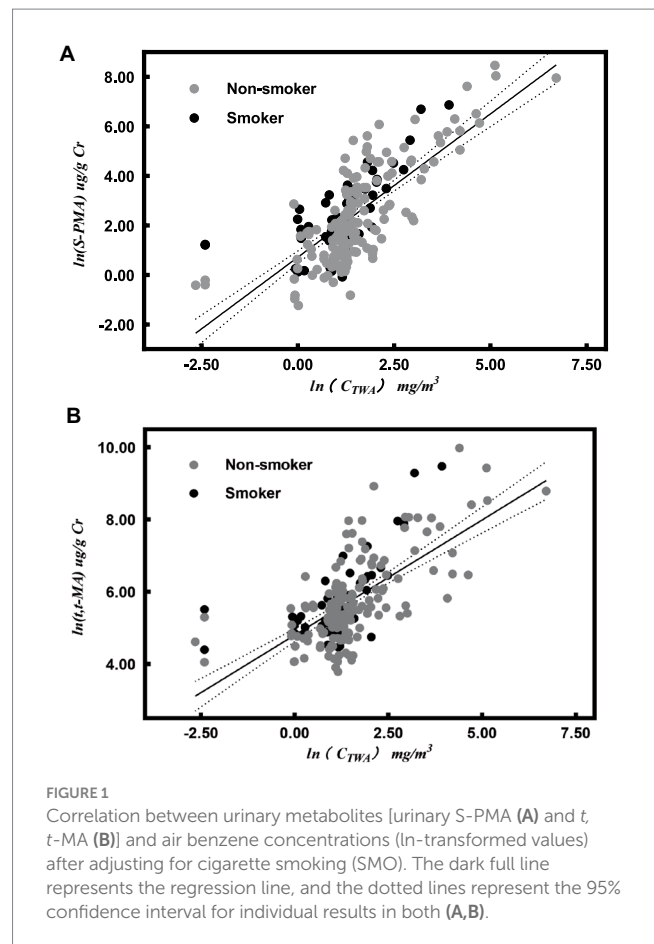 A
ln(S-PMA) ug/g Cr
8.00
6.00
4.00
2.00
0.00
-2.00
Non-smoker
Smoker
-2.50 0.00 2.50 5.00 7.50
ln ( C_TWA ) mg/m³
B
ln(t,t-MA) ug/g Cr
10.00
8.00
6.00
4.00
Non-smoker
Smoker
-2.50 0.00 2.50 5.00 7.50
ln ( C_TWA ) mg/m³
FIGURE 1
Correlation between urinary metabolites [urinary S-PMA (A) and t,
t-MA (B)] and air benzene concentrations (ln-transformed values)
after adjusting for cigarette smoking (SMO). The dark full line
represents the regression line, and the dotted lines represent the 95%
confidence interval for individual results in both (A,B).